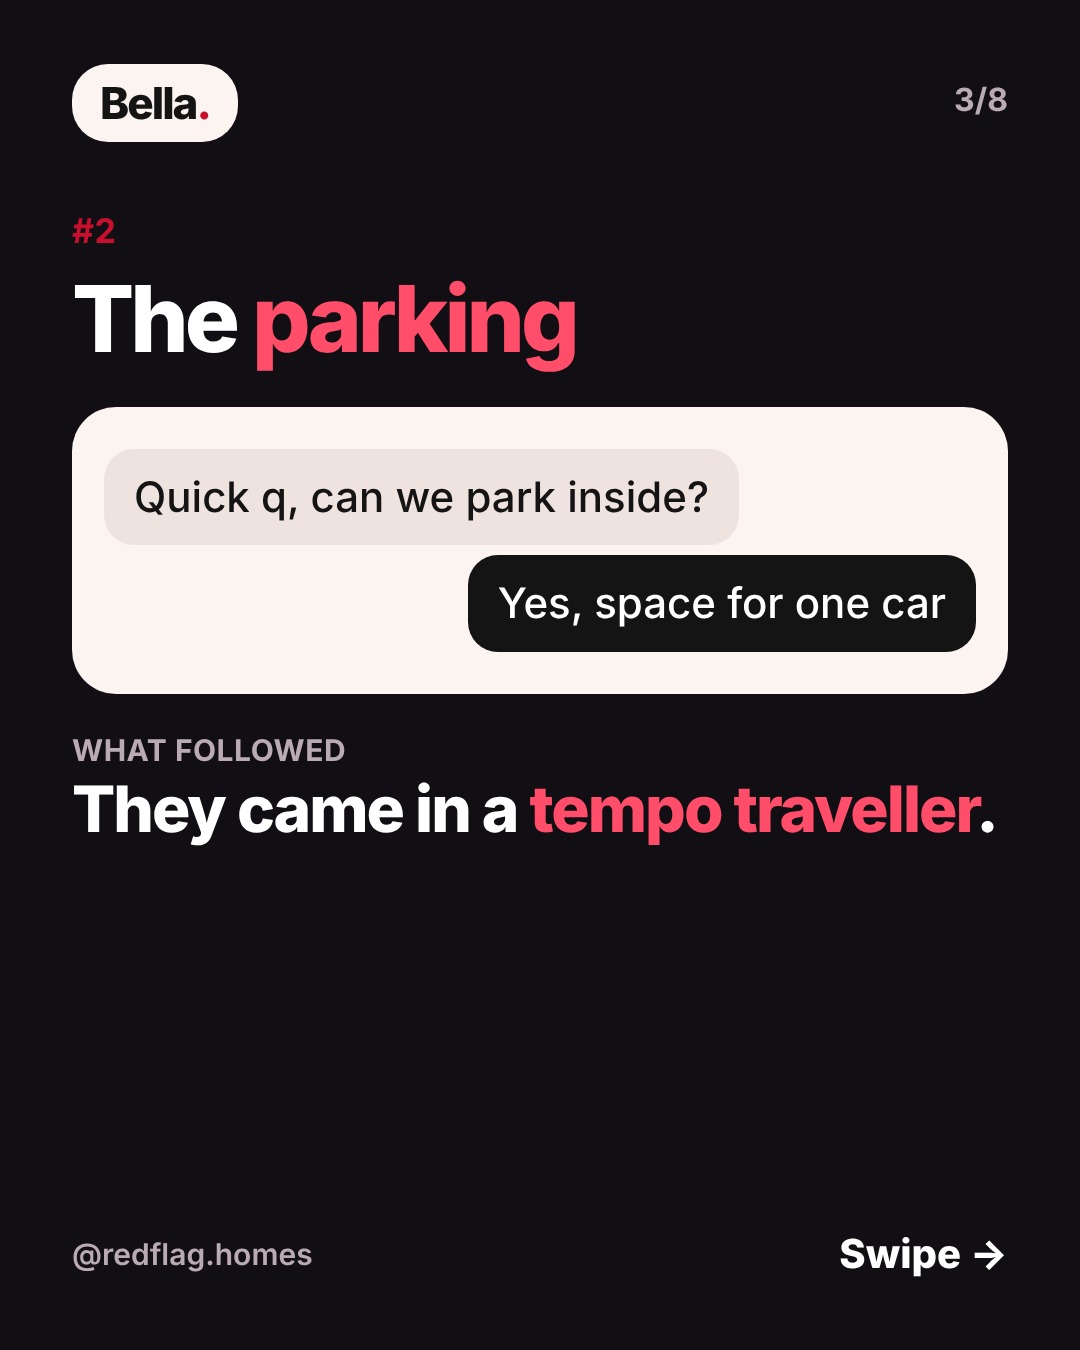 Bella.
3/8
#2
The parking
Quick q, can we park inside?
Yes, space for one car
WHAT FOLLOWED
They came in a tempo traveller.
@redflag.homes
Swipe →